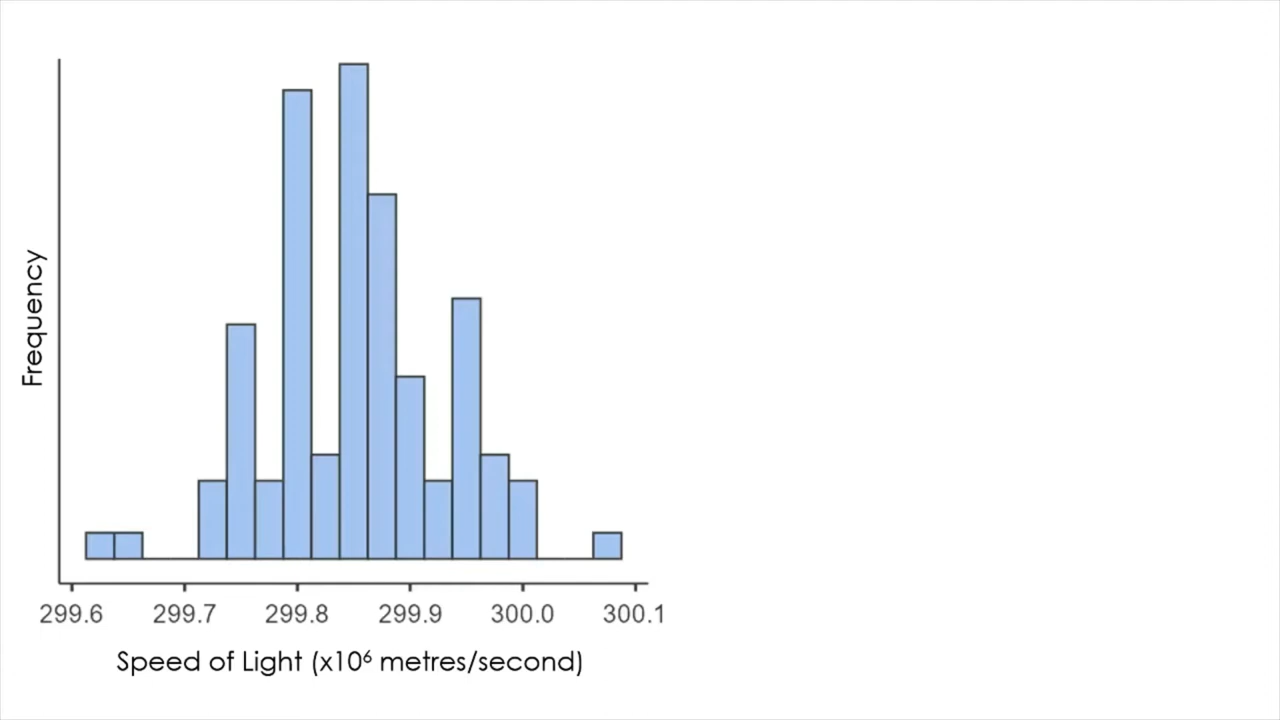 Frequency
299.6 299.7 299.8 299.9 300.0 300.1
Speed of Light (x10⁶ metres/second)